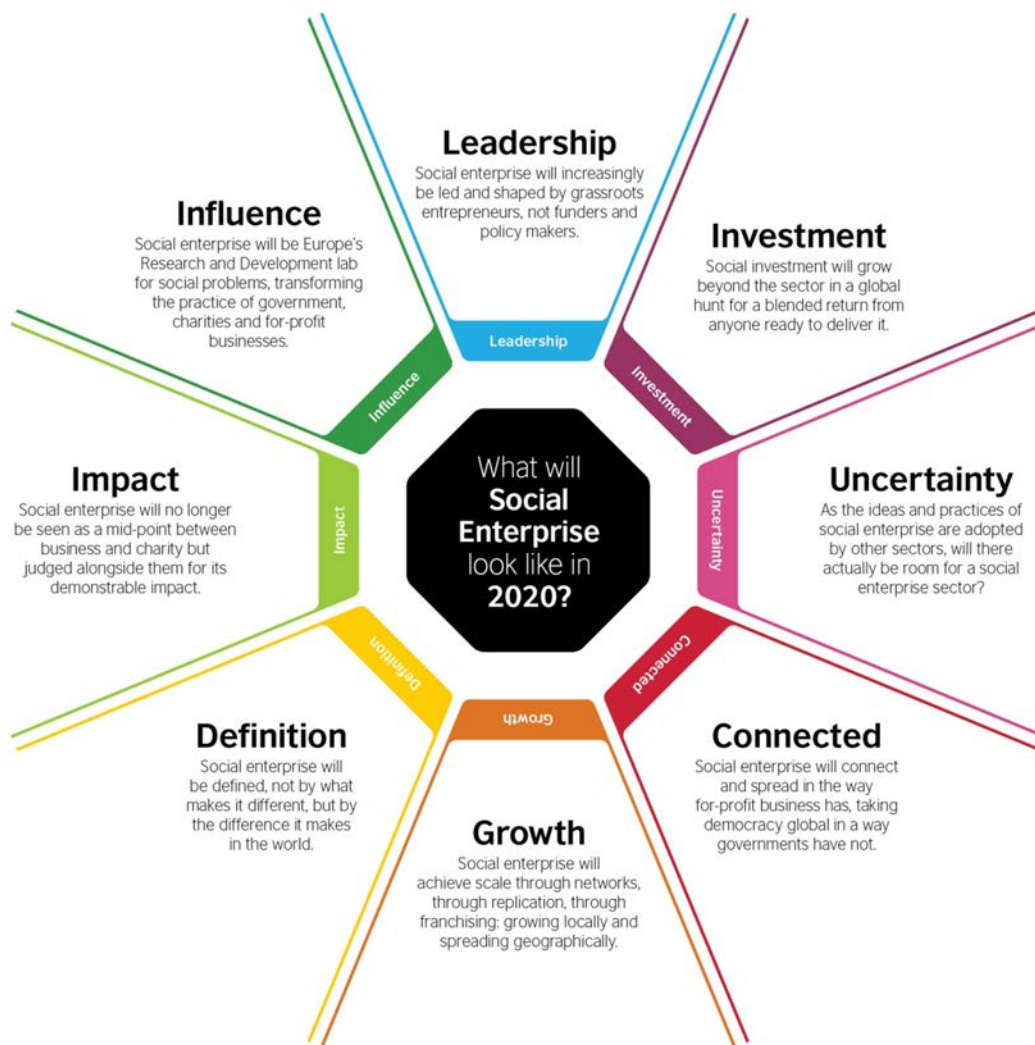 Leadership
Social enterprise will increasingly
be led and shaped by grassroots
entrepreneurs, not funders and
policy makers.
Leadership
Investment
Social investment will grow
beyond the sector in a global
hunt for a blended return from
anyone ready to deliver it.
Investment
Uncertainty
As the ideas and practices of
social enterprise are adopted
by other sectors, will there
actually be room for a social
enterprise sector?
Uncertainty
Connected
Social enterprise will connect
and spread in the way
for-profit business has, taking
democracy global in a way
governments have not.
Connected
Growth
Social enterprise will
achieve scale through networks,
through replication, through
franchising: growing locally and
spreading geographically.
Growth
Definition
Social enterprise will
be defined, not by what
makes it different, but by
the difference it makes
in the world.
Definition
Impact
Social enterprise will no longer
be seen as a mid-point between
business and charity but
judged alongside them for its
demonstrable impact.
Impact
Influence
Social enterprise will be Europe's
Research and Development lab
for social problems, transforming
the practice of government,
charities and for-profit
businesses.
Influence
What will
Social
Enterprise
look like in
2020?